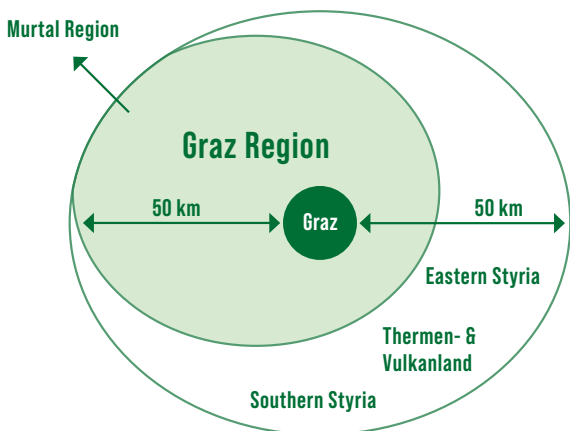 Murtal Region
Graz Region
50 km
Graz
50 km
Eastern Styria
Thermen- &
Vulkanland
Southern Styria